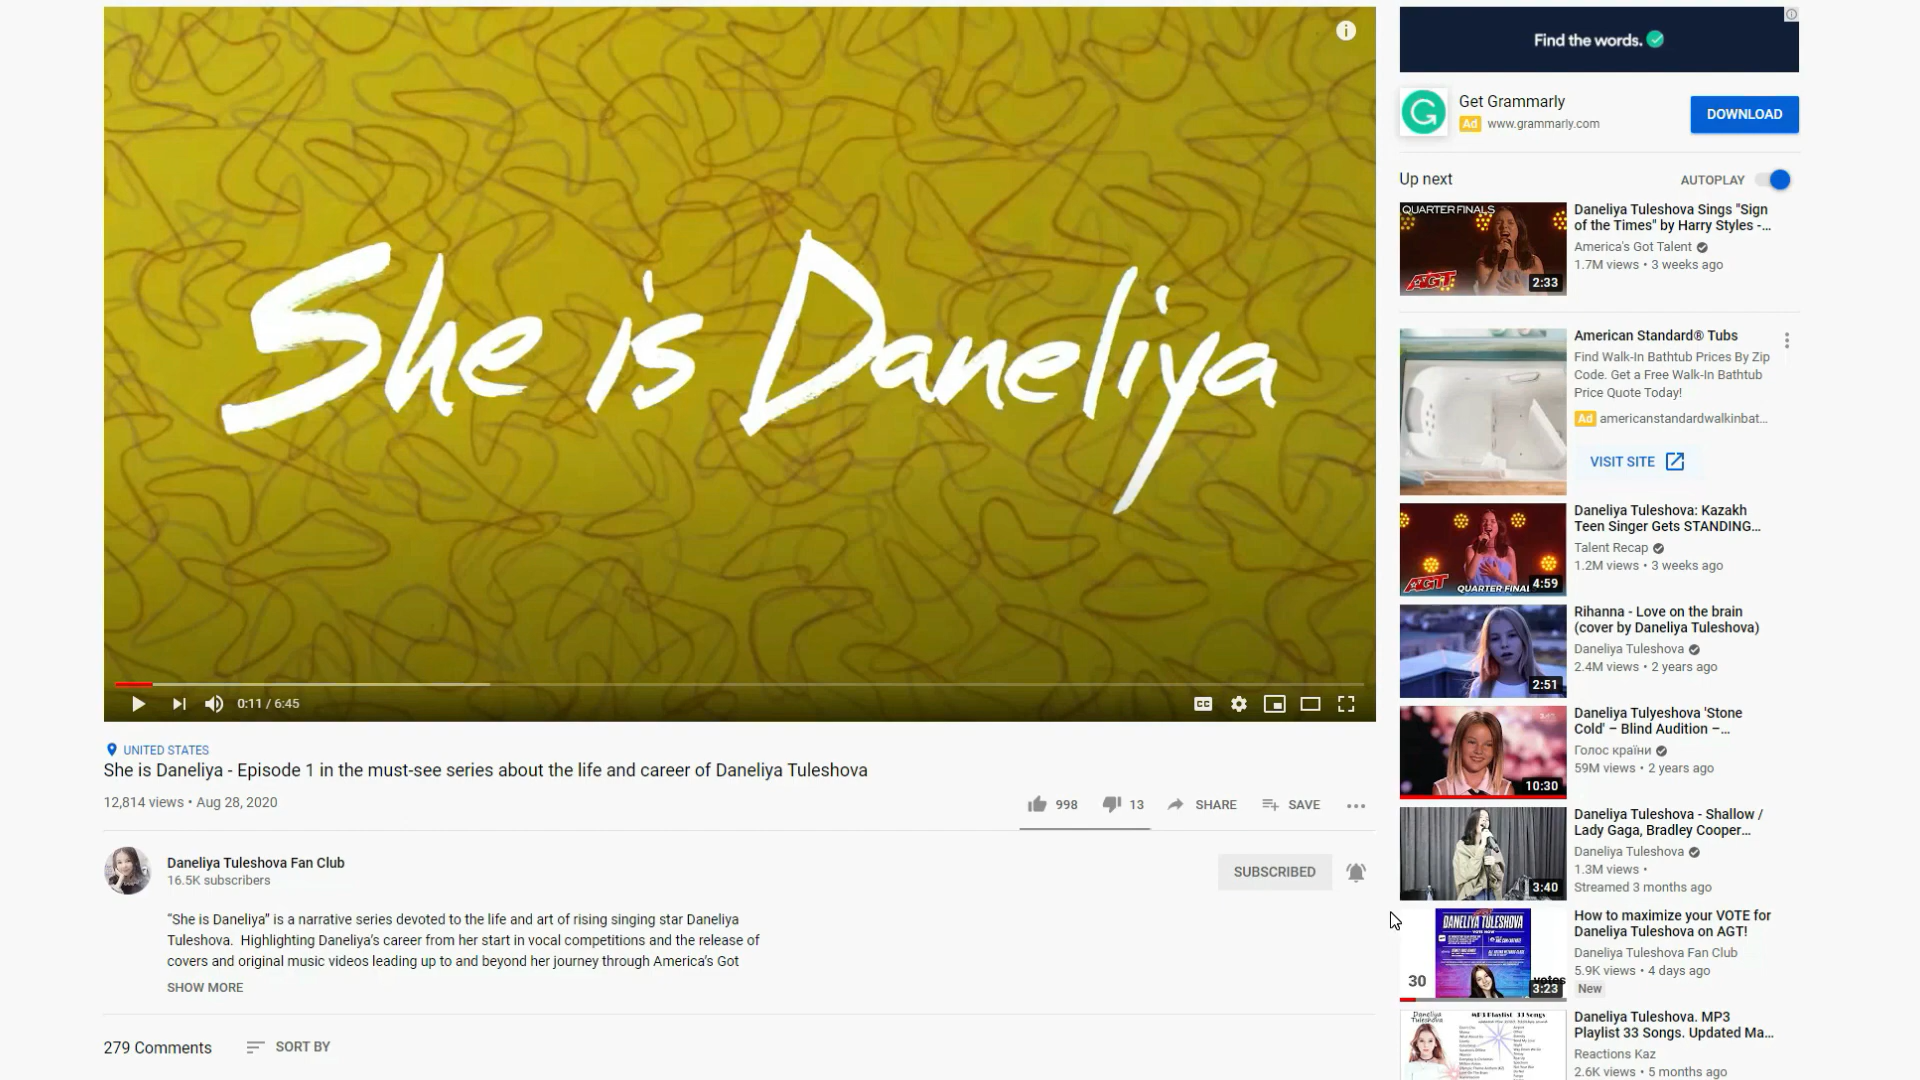 She is Daneliya
0:11 / 6:45
CC
UNITED STATES
She is Daneliya - Episode 1 in the must-see series about the life and career of Daneliya Tuleshova
12,814 views • Aug 28, 2020
998
13
SHARE
SAVE
Daneliya Tuleshova Fan Club
16.5K subscribers
SUBSCRIBED
“She is Daneliya” is a narrative series devoted to the life and art of rising singing star Daneliya
Tuleshova. Highlighting Daneliya’s career from her start in vocal competitions and the release of
covers and original music videos leading up to and beyond her journey through America’s Got
SHOW MORE
279 Comments
SORT BY
Find the words.
Get Grammarly
Ad www.grammarly.com
DOWNLOAD
Up next
AUTOPLAY
QUARTER FINALS
AGT
2:33
Daneliya Tuleshova Sings "Sign
of the Times" by Harry Styles -...
America's Got Talent
1.7M views • 3 weeks ago
American Standard® Tubs
Find Walk-In Bathtub Prices By Zip
Code. Get a Free Walk-In Bathtub
Price Quote Today!
Ad americanstandardwalkinbat...
VISIT SITE
AGT
QUARTER FINAL
4:59
Daneliya Tuleshova: Kazakh
Teen Singer Gets STANDING...
Talent Recap
1.2M views • 3 weeks ago
2:51
Rihanna - Love on the brain
(cover by Daneliya Tuleshova)
Daneliya Tuleshova
2.4M views • 2 years ago
10:30
Daneliya Tulyeshova 'Stone
Cold' – Blind Audition –...
Голос країни
59M views • 2 years ago
3:40
Daneliya Tuleshova - Shallow /
Lady Gaga, Bradley Cooper...
Daneliya Tuleshova
1.3M views •
Streamed 3 months ago
DANELIYA TULESHOVA
VOTE NOW
30
votes
3:23
How to maximize your VOTE for
Daneliya Tuleshova on AGT!
Daneliya Tuleshova Fan Club
5.9K views • 4 days ago
New
Daneliya
Tuleshova
MP3 Playlist 33 Songs
Daneliya Tuleshova. MP3
Playlist 33 Songs. Updated Ma...
Reactions Kaz
2.6K views • 5 months ago